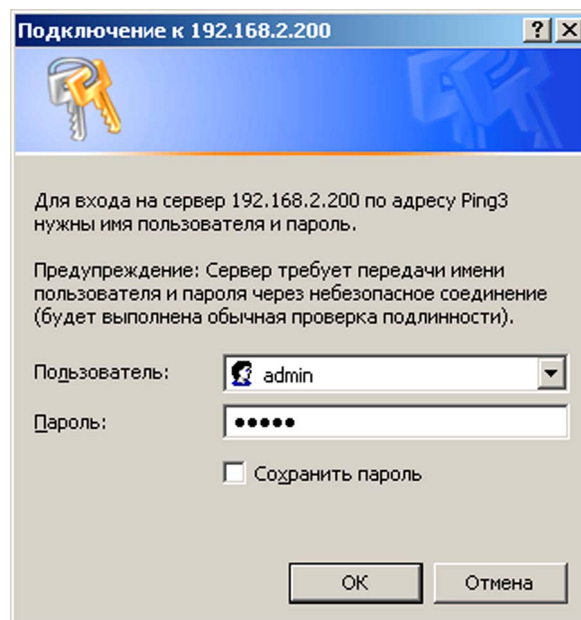 Подключение к 192.168.2.200
Для входа на сервер 192.168.2.200 по адресу Ping3
нужны имя пользователя и пароль.
Предупреждение: Сервер требует передачи имени
пользователя и пароля через небезопасное соединение
(будет выполнена обычная проверка подлинности).
Пользователь: admin
Пароль: •••••
Сохранить пароль
ОК Отмена